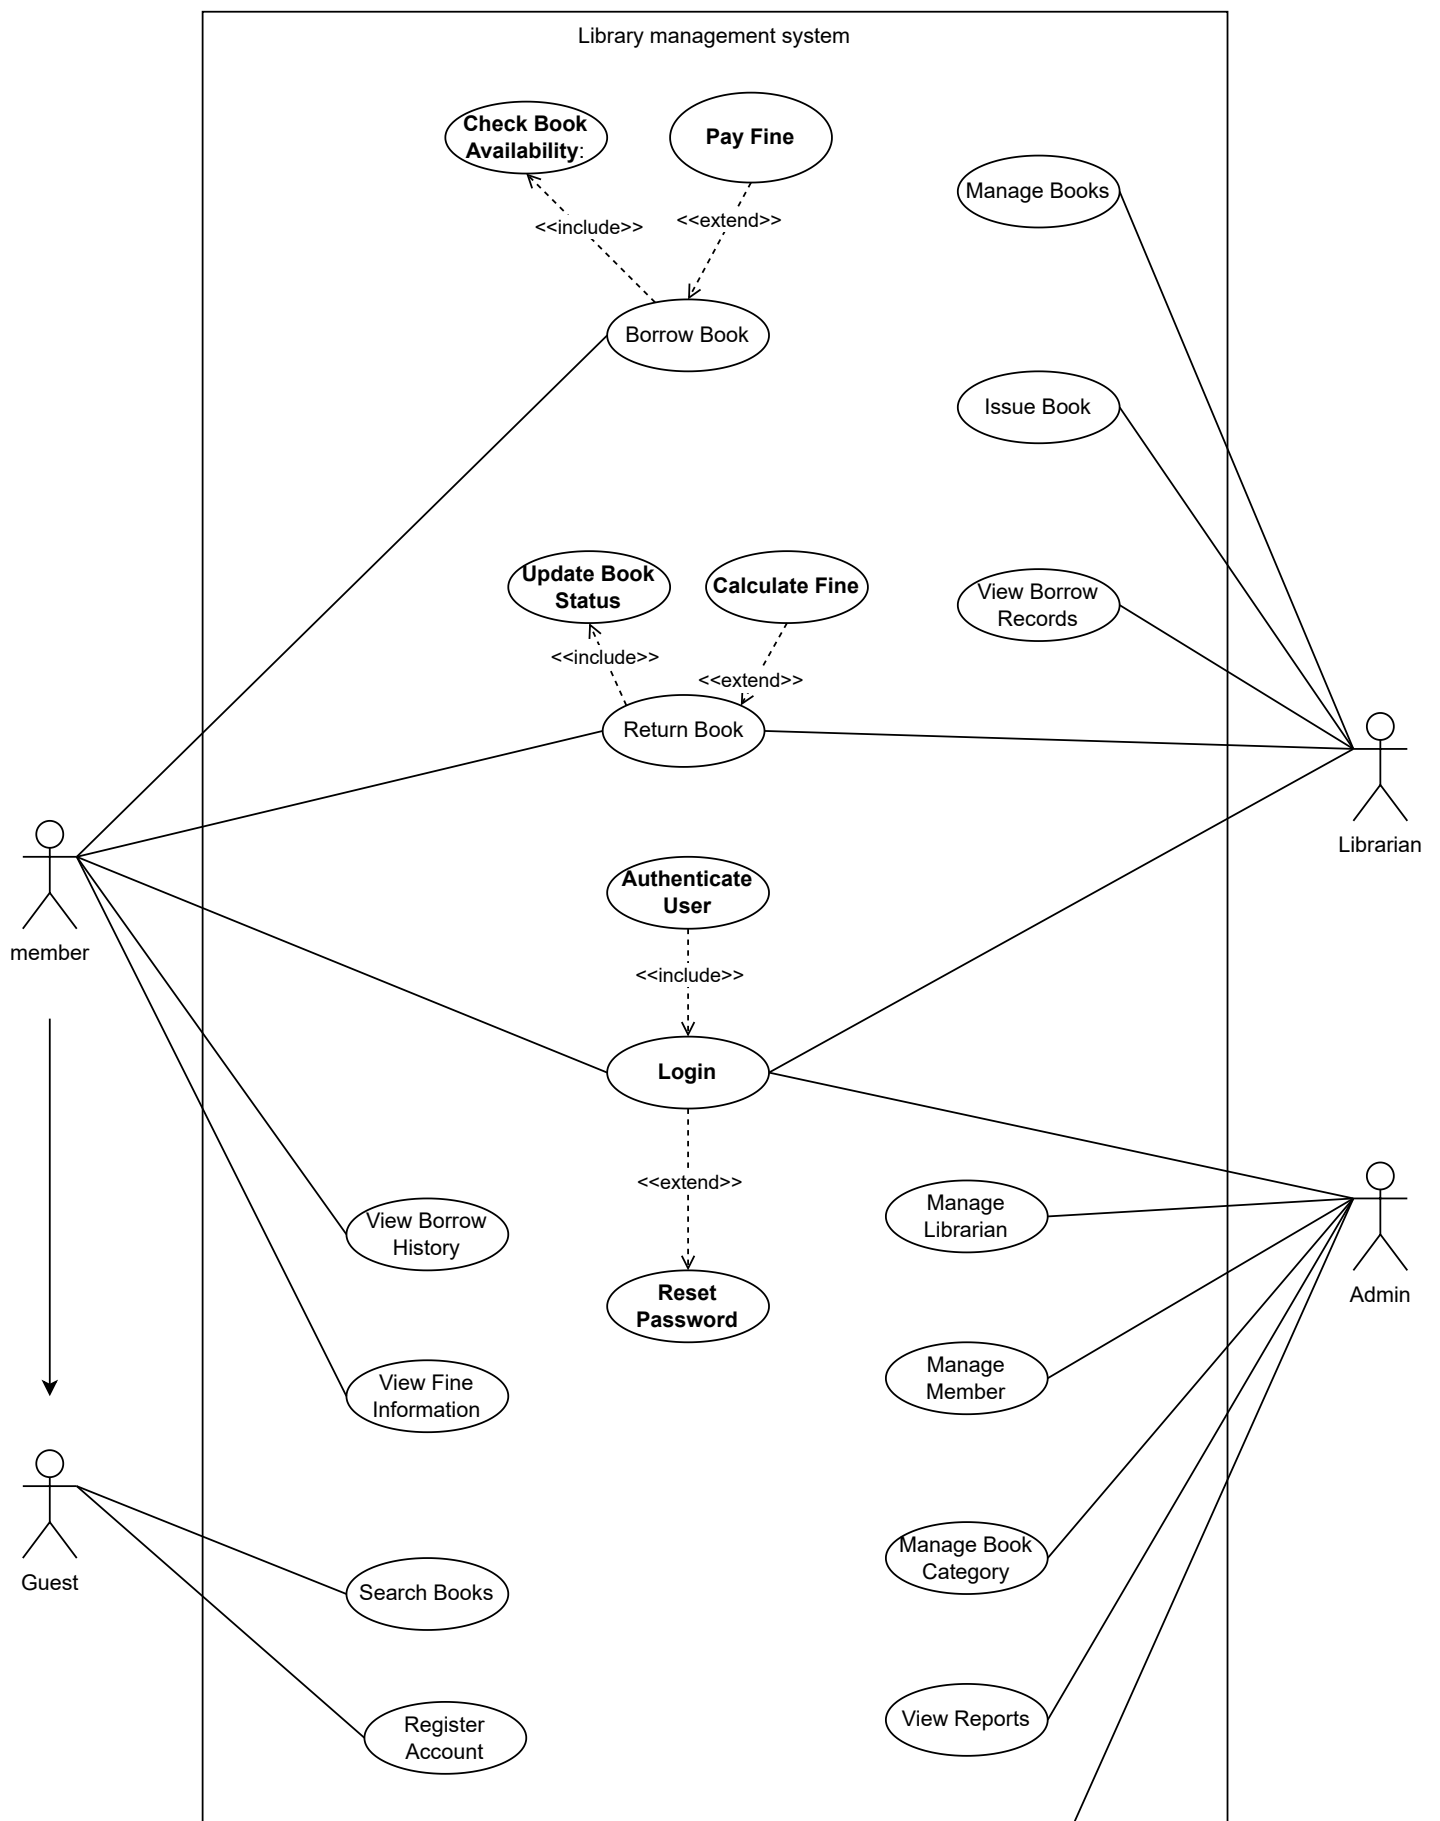 Library management system
Check Book
Availability:
Pay Fine
Manage Books
<<include>>
<<extend>>
Borrow Book
Issue Book
Update Book
Status
Calculate Fine
View Borrow
Records
<<include>>
<<extend>>
Return Book
Librarian
Authenticate
User
member
<<include>>
Login
<<extend>>
Manage
Librarian
View Borrow
History
Admin
Reset
Password
Manage
Member
View Fine
Information
Manage Book
Category
Guest
Search Books
View Reports
Register
Account